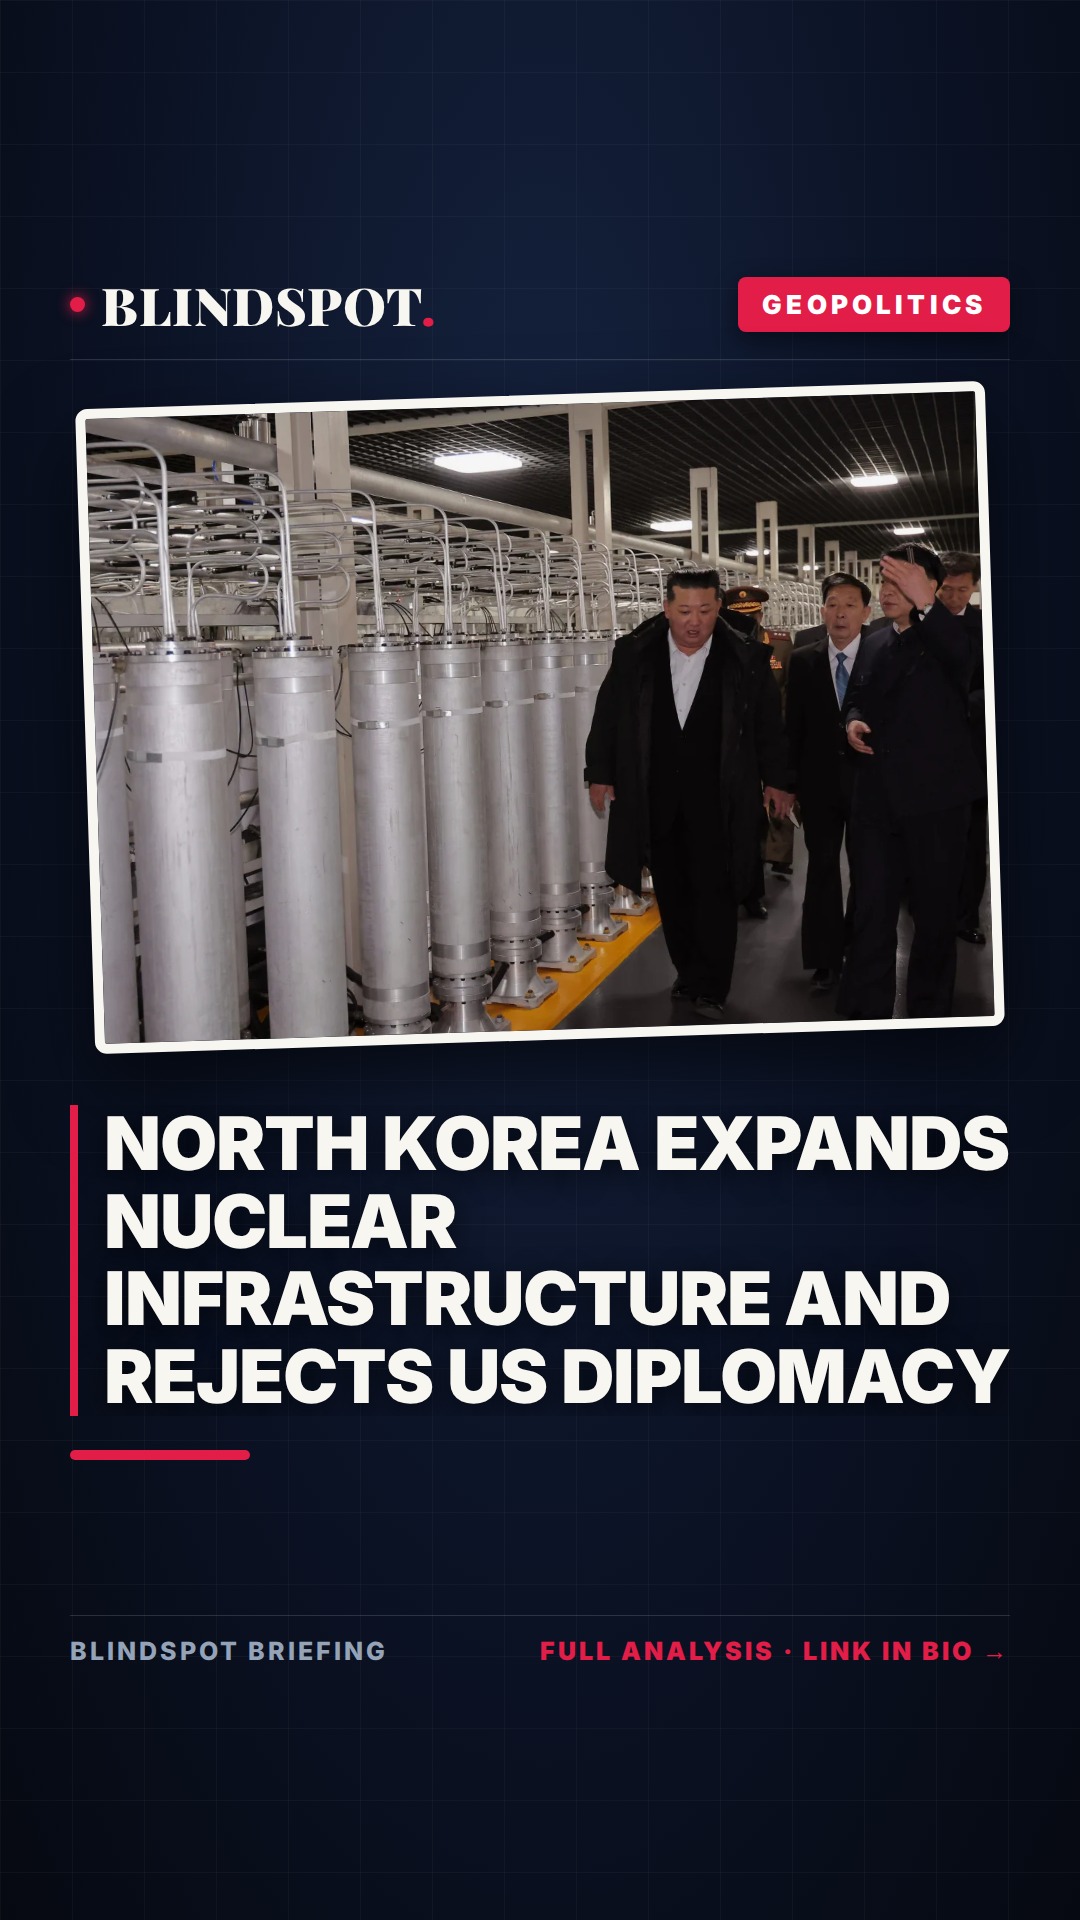 BLINDSPOT.
GEOPOLITICS
NORTH KOREA EXPANDS
NUCLEAR
INFRASTRUCTURE AND
REJECTS US DIPLOMACY
BLINDSPOT BRIEFING
FULL ANALYSIS · LINK IN BIO →